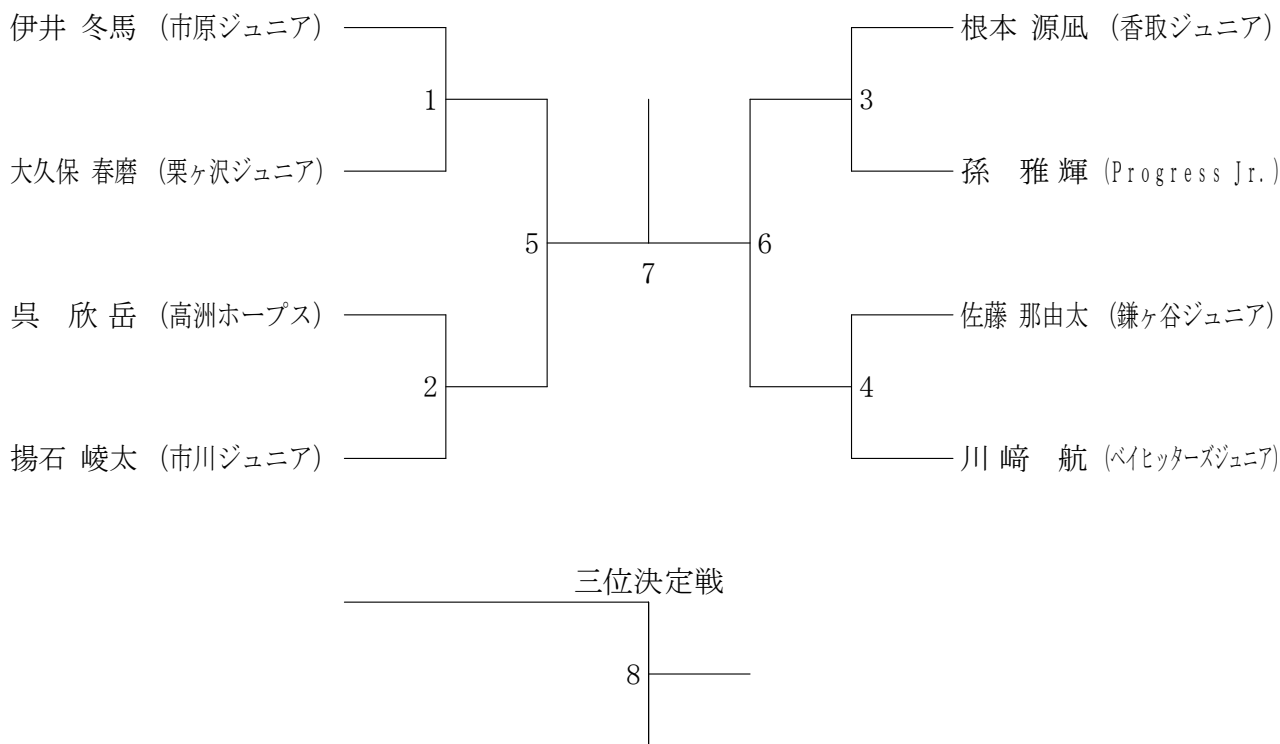 伊井 冬馬 (市原ジュニア)
根本 源凪 (香取ジュニア)
1
3
大久保 春磨 (栗ヶ沢ジュニア)
孫 雅輝 (Progress Jr.)
5
6
7
呉 欣岳 (高洲ホープス)
佐藤 那由太 (鎌ヶ谷ジュニア)
2
4
揚石 崚太 (市川ジュニア)
川﨑 航 (ベイヒッターズジュニア)
三位決定戦
8